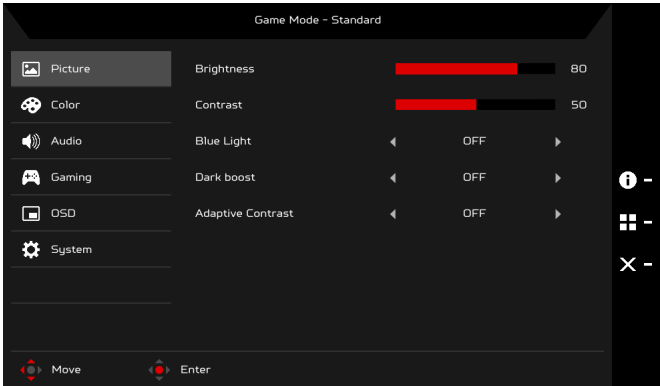 Game Mode - Standard
Picture
Brightness 80
Color
Contrast 50
Audio
Blue Light OFF
Gaming
Dark boost OFF
OSD
Adaptive Contrast OFF
System
Move Enter